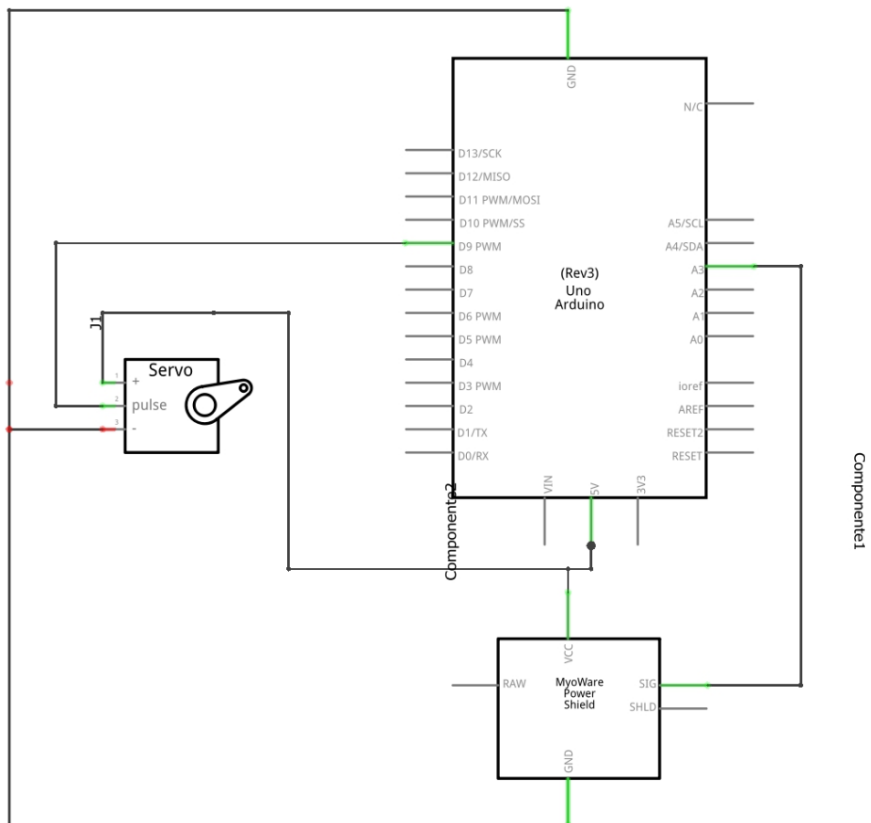 GND
N/C
D13/SCK
D12/MISO
D11 PWM/MOSI
D10 PWM/SS
A5/SCL
D9 PWM
A4/SDA
D8
(Rev3)
A3
D7
Uno
A2
Arduino
J1
D6 PWM
A1
D5 PWM
A0
Servo
D4
1
+
D3 PWM
ioref
2
pulse
D2
AREF
3
-
D1/TX
RESET2
D0/RX
RESET
Componente2
VIN
5V
3V3
Componente1
VCC
RAW
MyoWare
Power
Shield
SIG
SHLD
GND